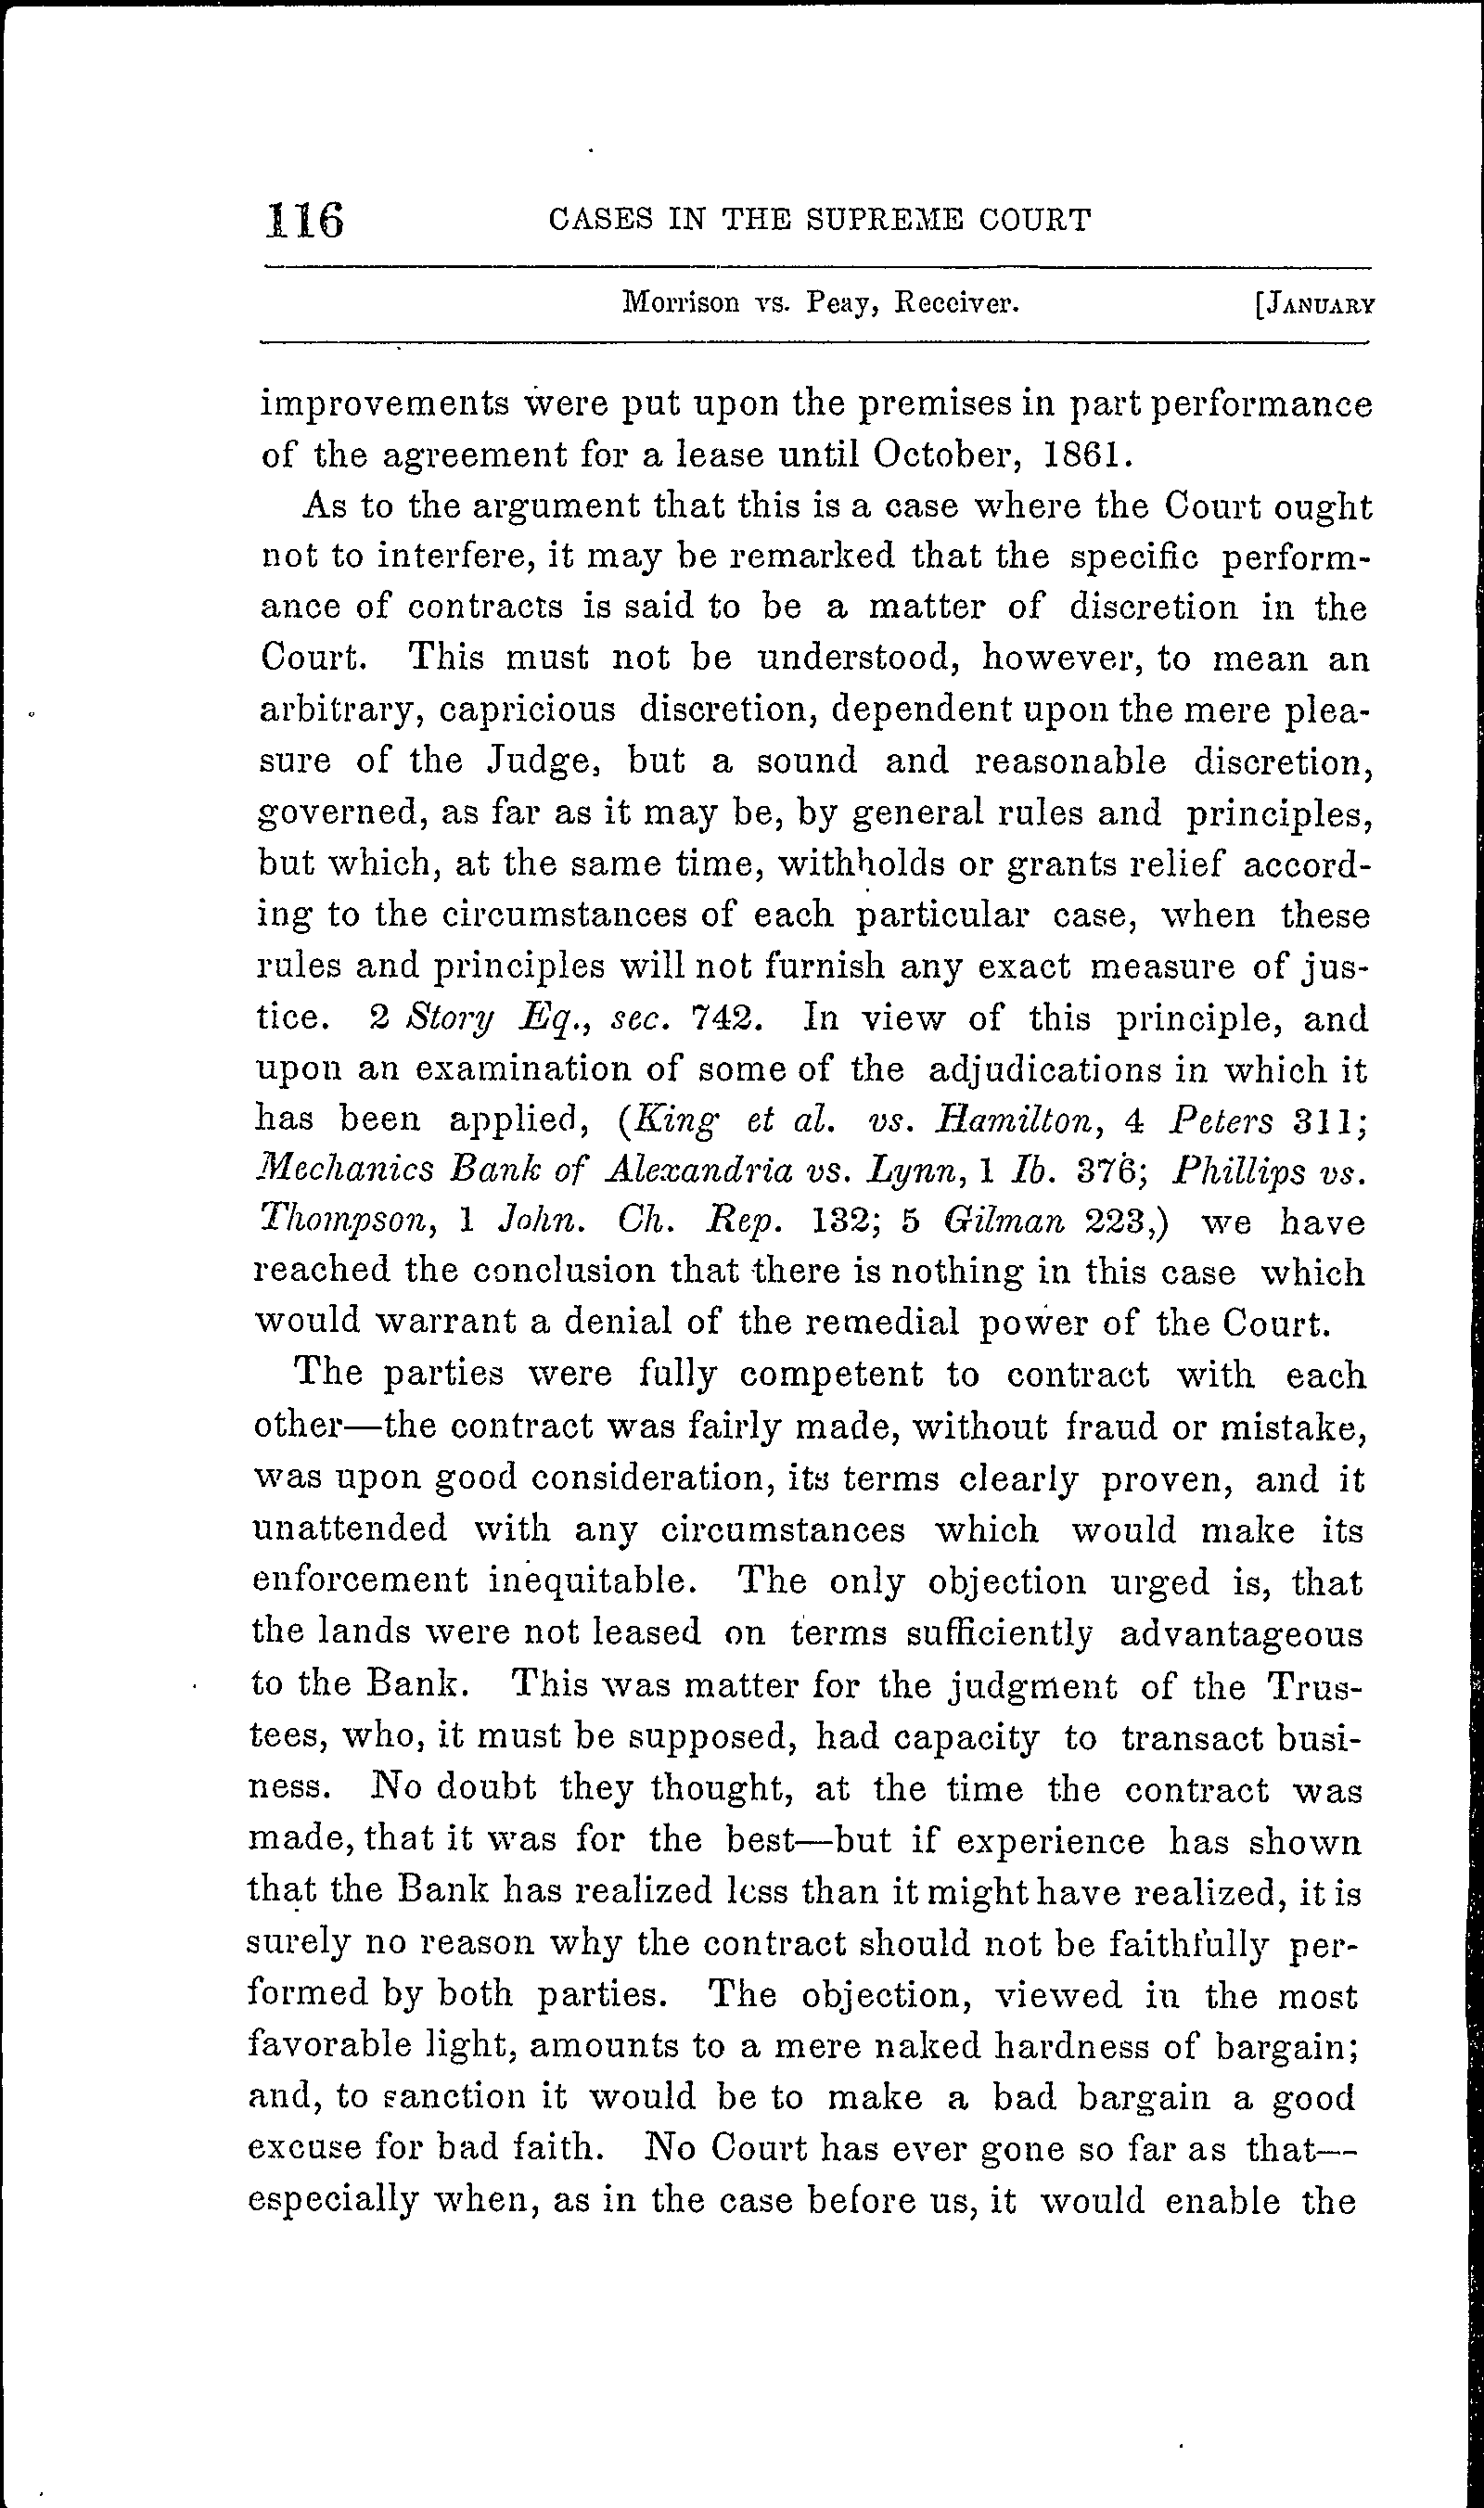 116 CASES IN THE SUPREME COURT
Morrison vs. Peay, Receiver. [JANUARY
improvements were put upon the premises in part performance
of the agreement for a lease until October, 1861.
As to the argument that this is a case where the Court ought
not to interfere, it may be remarked that the specific perform-
ance of contracts is said to be a matter of discretion in the
Court. This must not be understood, however, to mean an
arbitrary, capricious discretion, dependent upon the mere plea-
sure of the Judge, but a sound and reasonable discretion,
governed, as far as it may be, by general rules and principles,
but which, at the same time, withholds or grants relief accord-
ing to the circumstances of each particular case, when these
rules and principles will not furnish any exact measure of jus-
tice. 2 Story Eq., sec. 742. In view of this principle, and
upon an examination of some of the adjudications in which it
has been applied, (King et al. vs. Hamilton, 4 Peters 311;
Mechanics Bank of Alexandria vs. Lynn, 1 Ib. 376; Phillips vs.
Thompson, 1 John. Ch. Rep. 132; 5 Gilman 223,) we have
reached the conclusion that there is nothing in this case which
would warrant a denial of the remedial power of the Court.
The parties were fully competent to contract with each
other—the contract was fairly made, without fraud or mistake,
was upon good consideration, its terms clearly proven, and it
unattended with any circumstances which would make its
enforcement inequitable. The only objection urged is, that
the lands were not leased on terms sufficiently advantageous
to the Bank. This was matter for the judgment of the Trus-
tees, who, it must be supposed, had capacity to transact busi-
ness. No doubt they thought, at the time the contract was
made, that it was for the best—but if experience has shown
that the Bank has realized less than it might have realized, it is
surely no reason why the contract should not be faithfully per-
formed by both parties. The objection, viewed in the most
favorable light, amounts to a mere naked hardness of bargain;
and, to sanction it would be to make a bad bargain a good
excuse for bad faith. No Court has ever gone so far as that—
especially when, as in the case before us, it would enable the